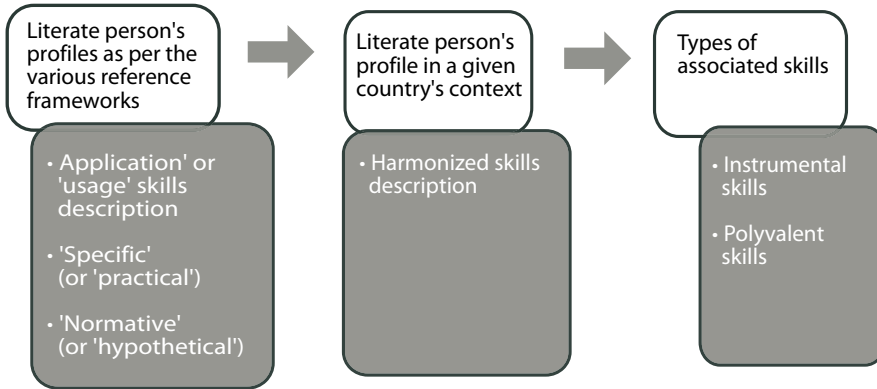 Literate person's
profiles as per the
various reference
frameworks
• Application' or
'usage' skills
description
• 'Specific'
(or 'practical')
• 'Normative'
(or 'hypothetical')
Literate person's
profile in a given
country's context
• Harmonized skills
description
Types of
associated skills
• Instrumental
skills
• Polyvalent
skills